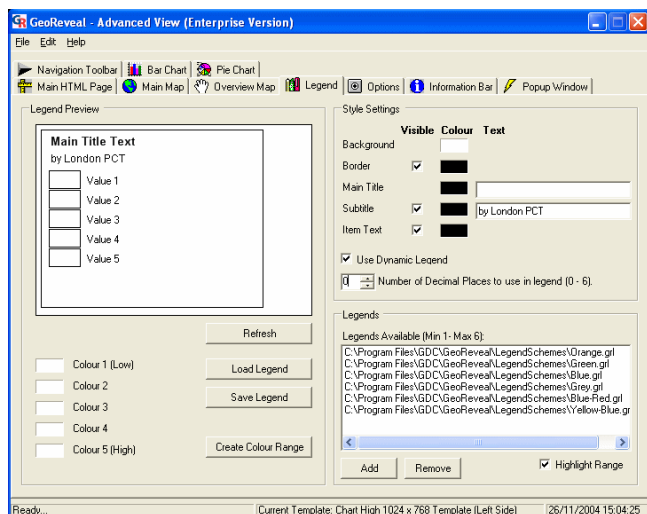 GeoReveal - Advanced View (Enterprise Version)
File Edit Help
Navigation Toolbar Bar Chart Pie Chart
Main HTML Page Main Map Overview Map Legend Options Information Bar Popup Window
Legend Preview
Main Title Text
by London PCT
Value 1
Value 2
Value 3
Value 4
Value 5
Refresh
Colour 1 (Low)
Load Legend
Colour 2
Save Legend
Colour 3
Colour 4
Colour 5 (High)
Create Colour Range
Style Settings
Visible Colour Text
Background
Border
Main Title
Subtitle by London PCT
Item Text
Use Dynamic Legend
0 Number of Decimal Places to use in legend (0 - 6).
Legends
Legends Available (Min 1- Max 6):
C:\Program Files\GDC\GeoReveal\LegendSchemes\Orange.grl
C:\Program Files\GDC\GeoReveal\LegendSchemes\Green.grl
C:\Program Files\GDC\GeoReveal\LegendSchemes\Blue.grl
C:\Program Files\GDC\GeoReveal\LegendSchemes\Grey.grl
C:\Program Files\GDC\GeoReveal\LegendSchemes\Blue-Red.grl
C:\Program Files\GDC\GeoReveal\LegendSchemes\Yellow-Blue.gr
Add Remove Highlight Range
Ready... Current Template: Chart High 1024 x 768 Template (Left Side) 26/11/2004 15:04:25